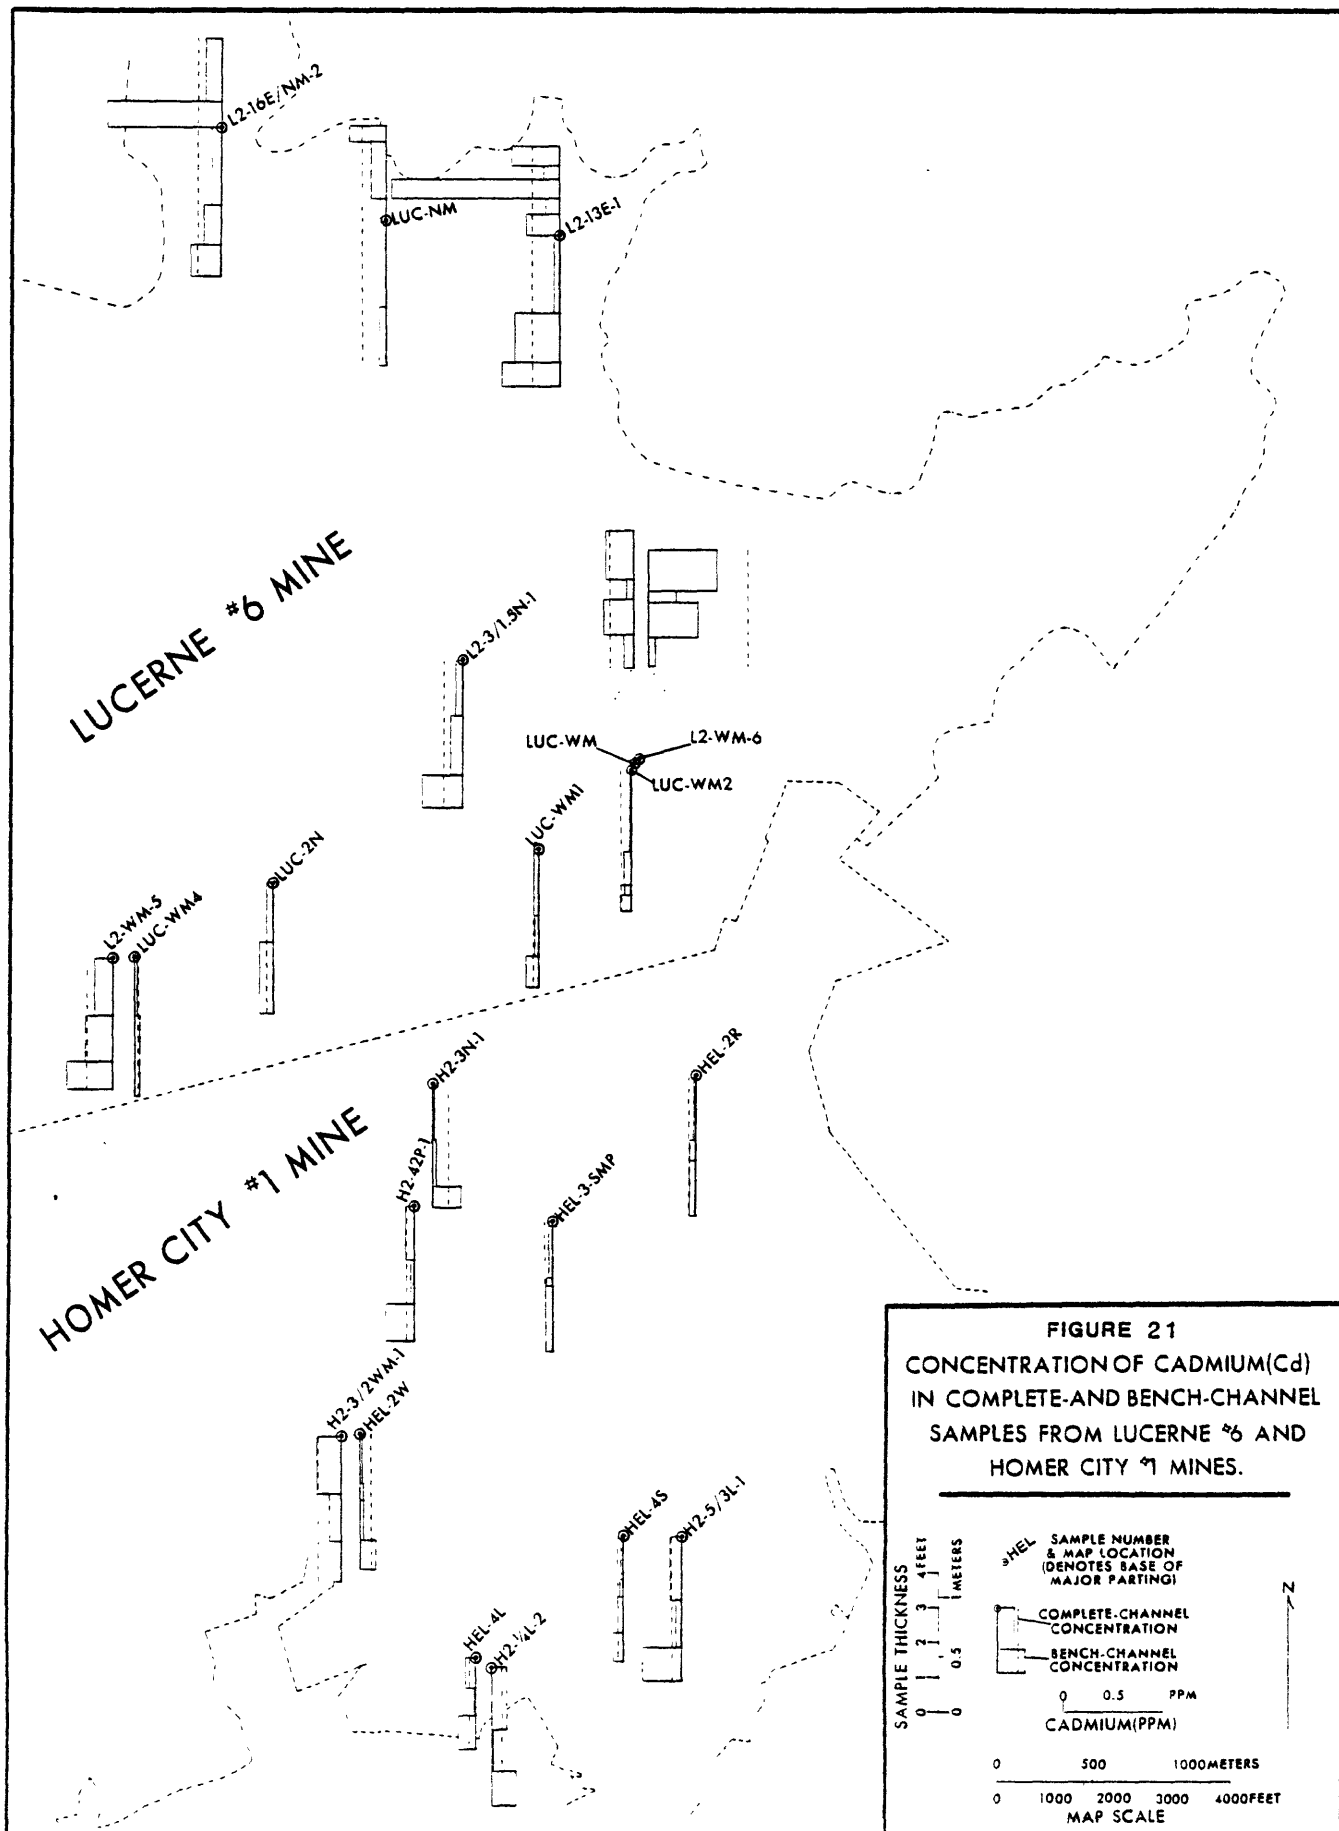 L2-16E/NM-2
LUC-NM
L2-13E-1
LUCERNE #6 MINE
L2-3/1.5N-1
LUC-WM
L2-WM-6
LUC-WM2
LUC-WM1
LUC-2N
L2-WM-5
LUC-WM4
H2-3N-1
HEL-2R
HOMER CITY #1 MINE
H2-42P-1
HEL-3-SMP
H2-3/2WM-1
HEL-2W
HEL-4S
H2-5/3L-1
HEL-4L
H2-¼L-2
FIGURE 21
CONCENTRATION OF CADMIUM(Cd)
IN COMPLETE-AND BENCH-CHANNEL
SAMPLES FROM LUCERNE #6 AND
HOMER CITY #1 MINES.
SAMPLE THICKNESS
0 2 3 4 FEET
0 0.5 1 METERS
HEL
SAMPLE NUMBER
& MAP LOCATION
(DENOTES BASE OF
MAJOR PARTING)
COMPLETE-CHANNEL
CONCENTRATION
BENCH-CHANNEL
CONCENTRATION
0 0.5 PPM
CADMIUM(PPM)
N
0 500 1000METERS
0 1000 2000 3000 4000FEET
MAP SCALE